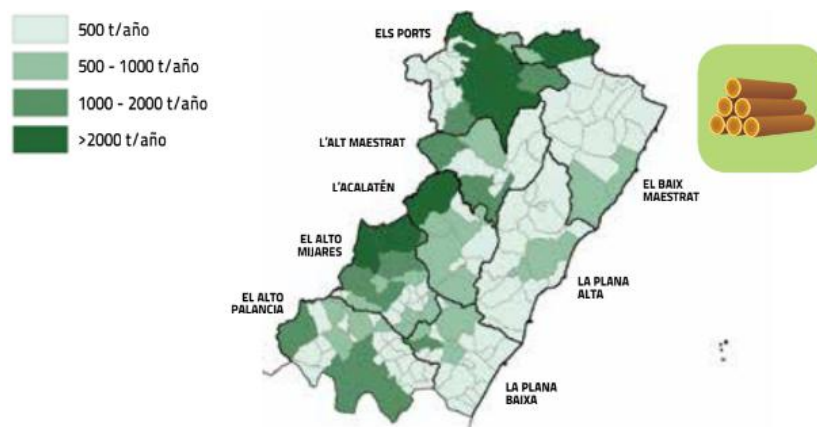 500 t/año
500 - 1000 t/año
1000 - 2000 t/año
>2000 t/año
ELS PORTS
L'ALT MAESTRAT
L'ACALATÉN
EL BAIX
MAESTRAT
EL ALTO
MIJARES
LA PLANA
ALTA
EL ALTO
PALANCIA
LA PLANA
BAIXA